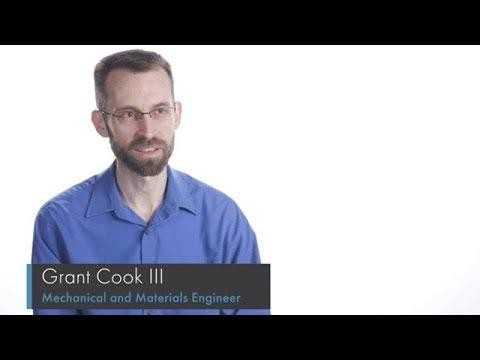 Grant Cook III
Mechanical and Materials Engineer